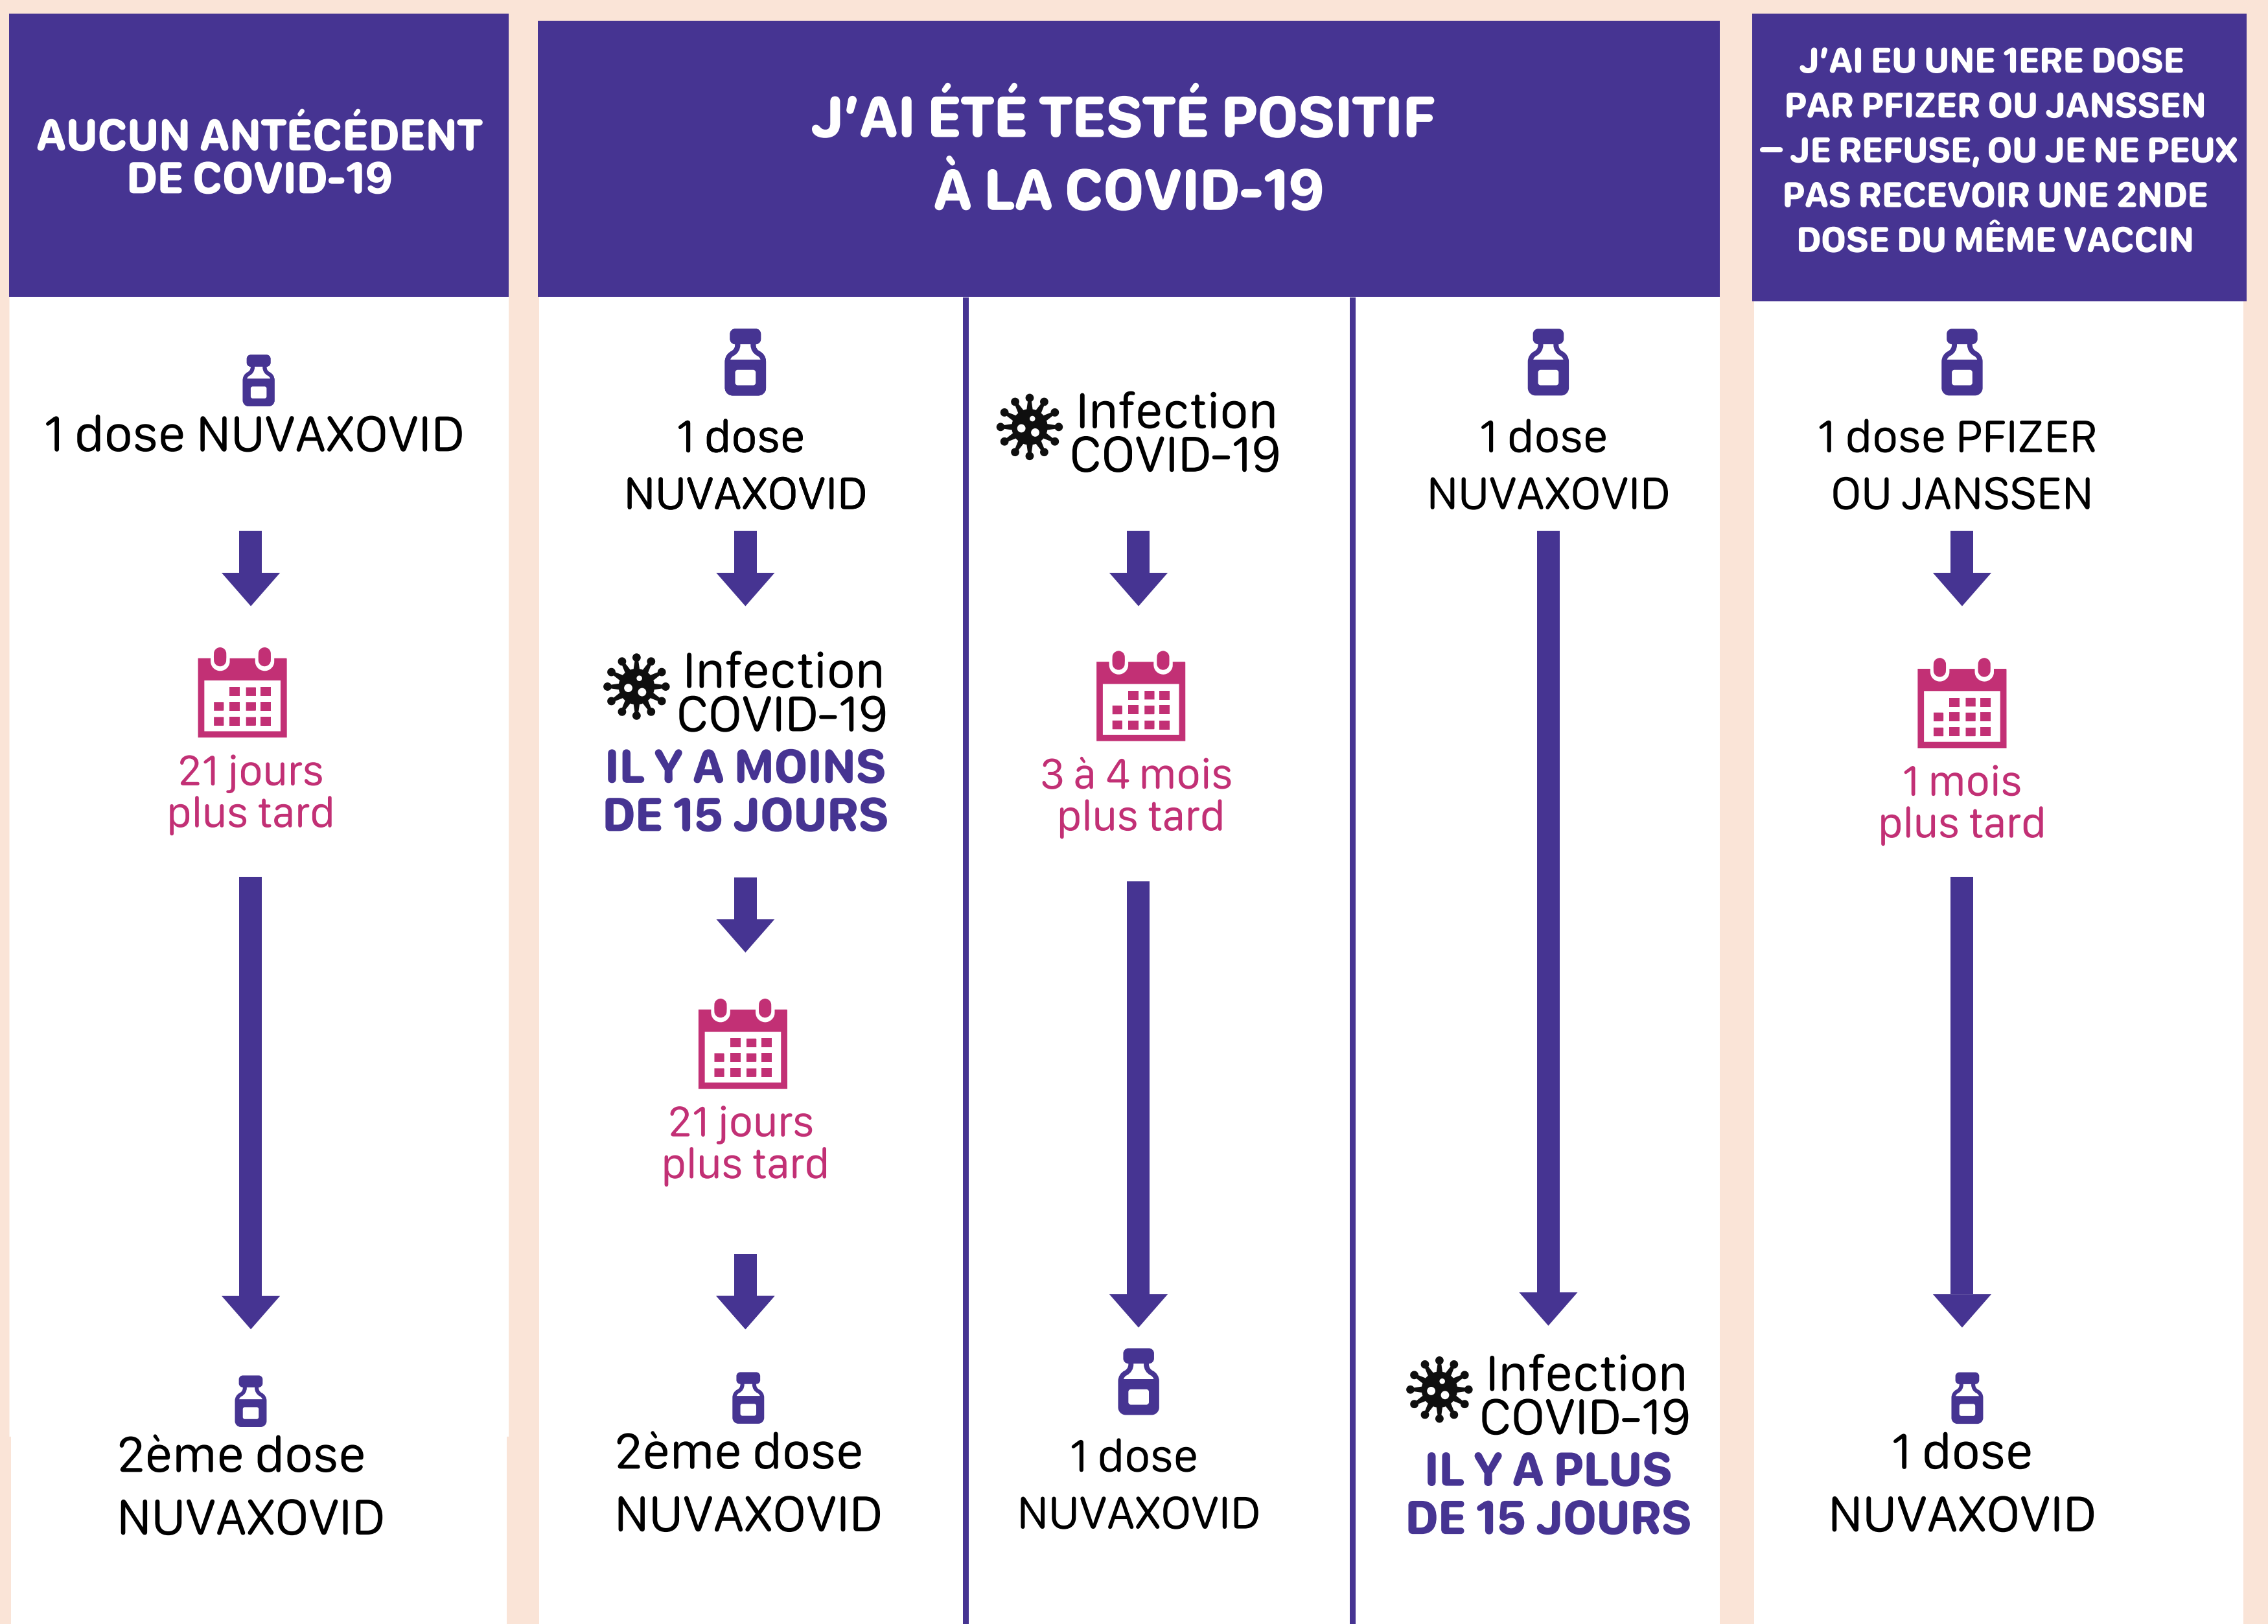 AUCUN ANTÉCÉDENT
DE COVID-19
1 dose NUVAXOVID
21 jours
plus tard
2ème dose
NUVAXOVID
J'AI ÉTÉ TESTÉ POSITIF
À LA COVID-19
1 dose
NUVAXOVID
Infection
COVID-19
IL Y A MOINS
DE 15 JOURS
21 jours
plus tard
2ème dose
NUVAXOVID
Infection
COVID-19
3 à 4 mois
plus tard
1 dose
NUVAXOVID
1 dose
NUVAXOVID
Infection
COVID-19
IL Y A PLUS
DE 15 JOURS
J'AI EU UNE 1ERE DOSE
PAR PFIZER OU JANSSEN
– JE REFUSE, OU JE NE PEUX
PAS RECEVOIR UNE 2NDE
DOSE DU MÊME VACCIN
1 dose PFIZER
OU JANSSEN
1 mois
plus tard
1 dose
NUVAXOVID